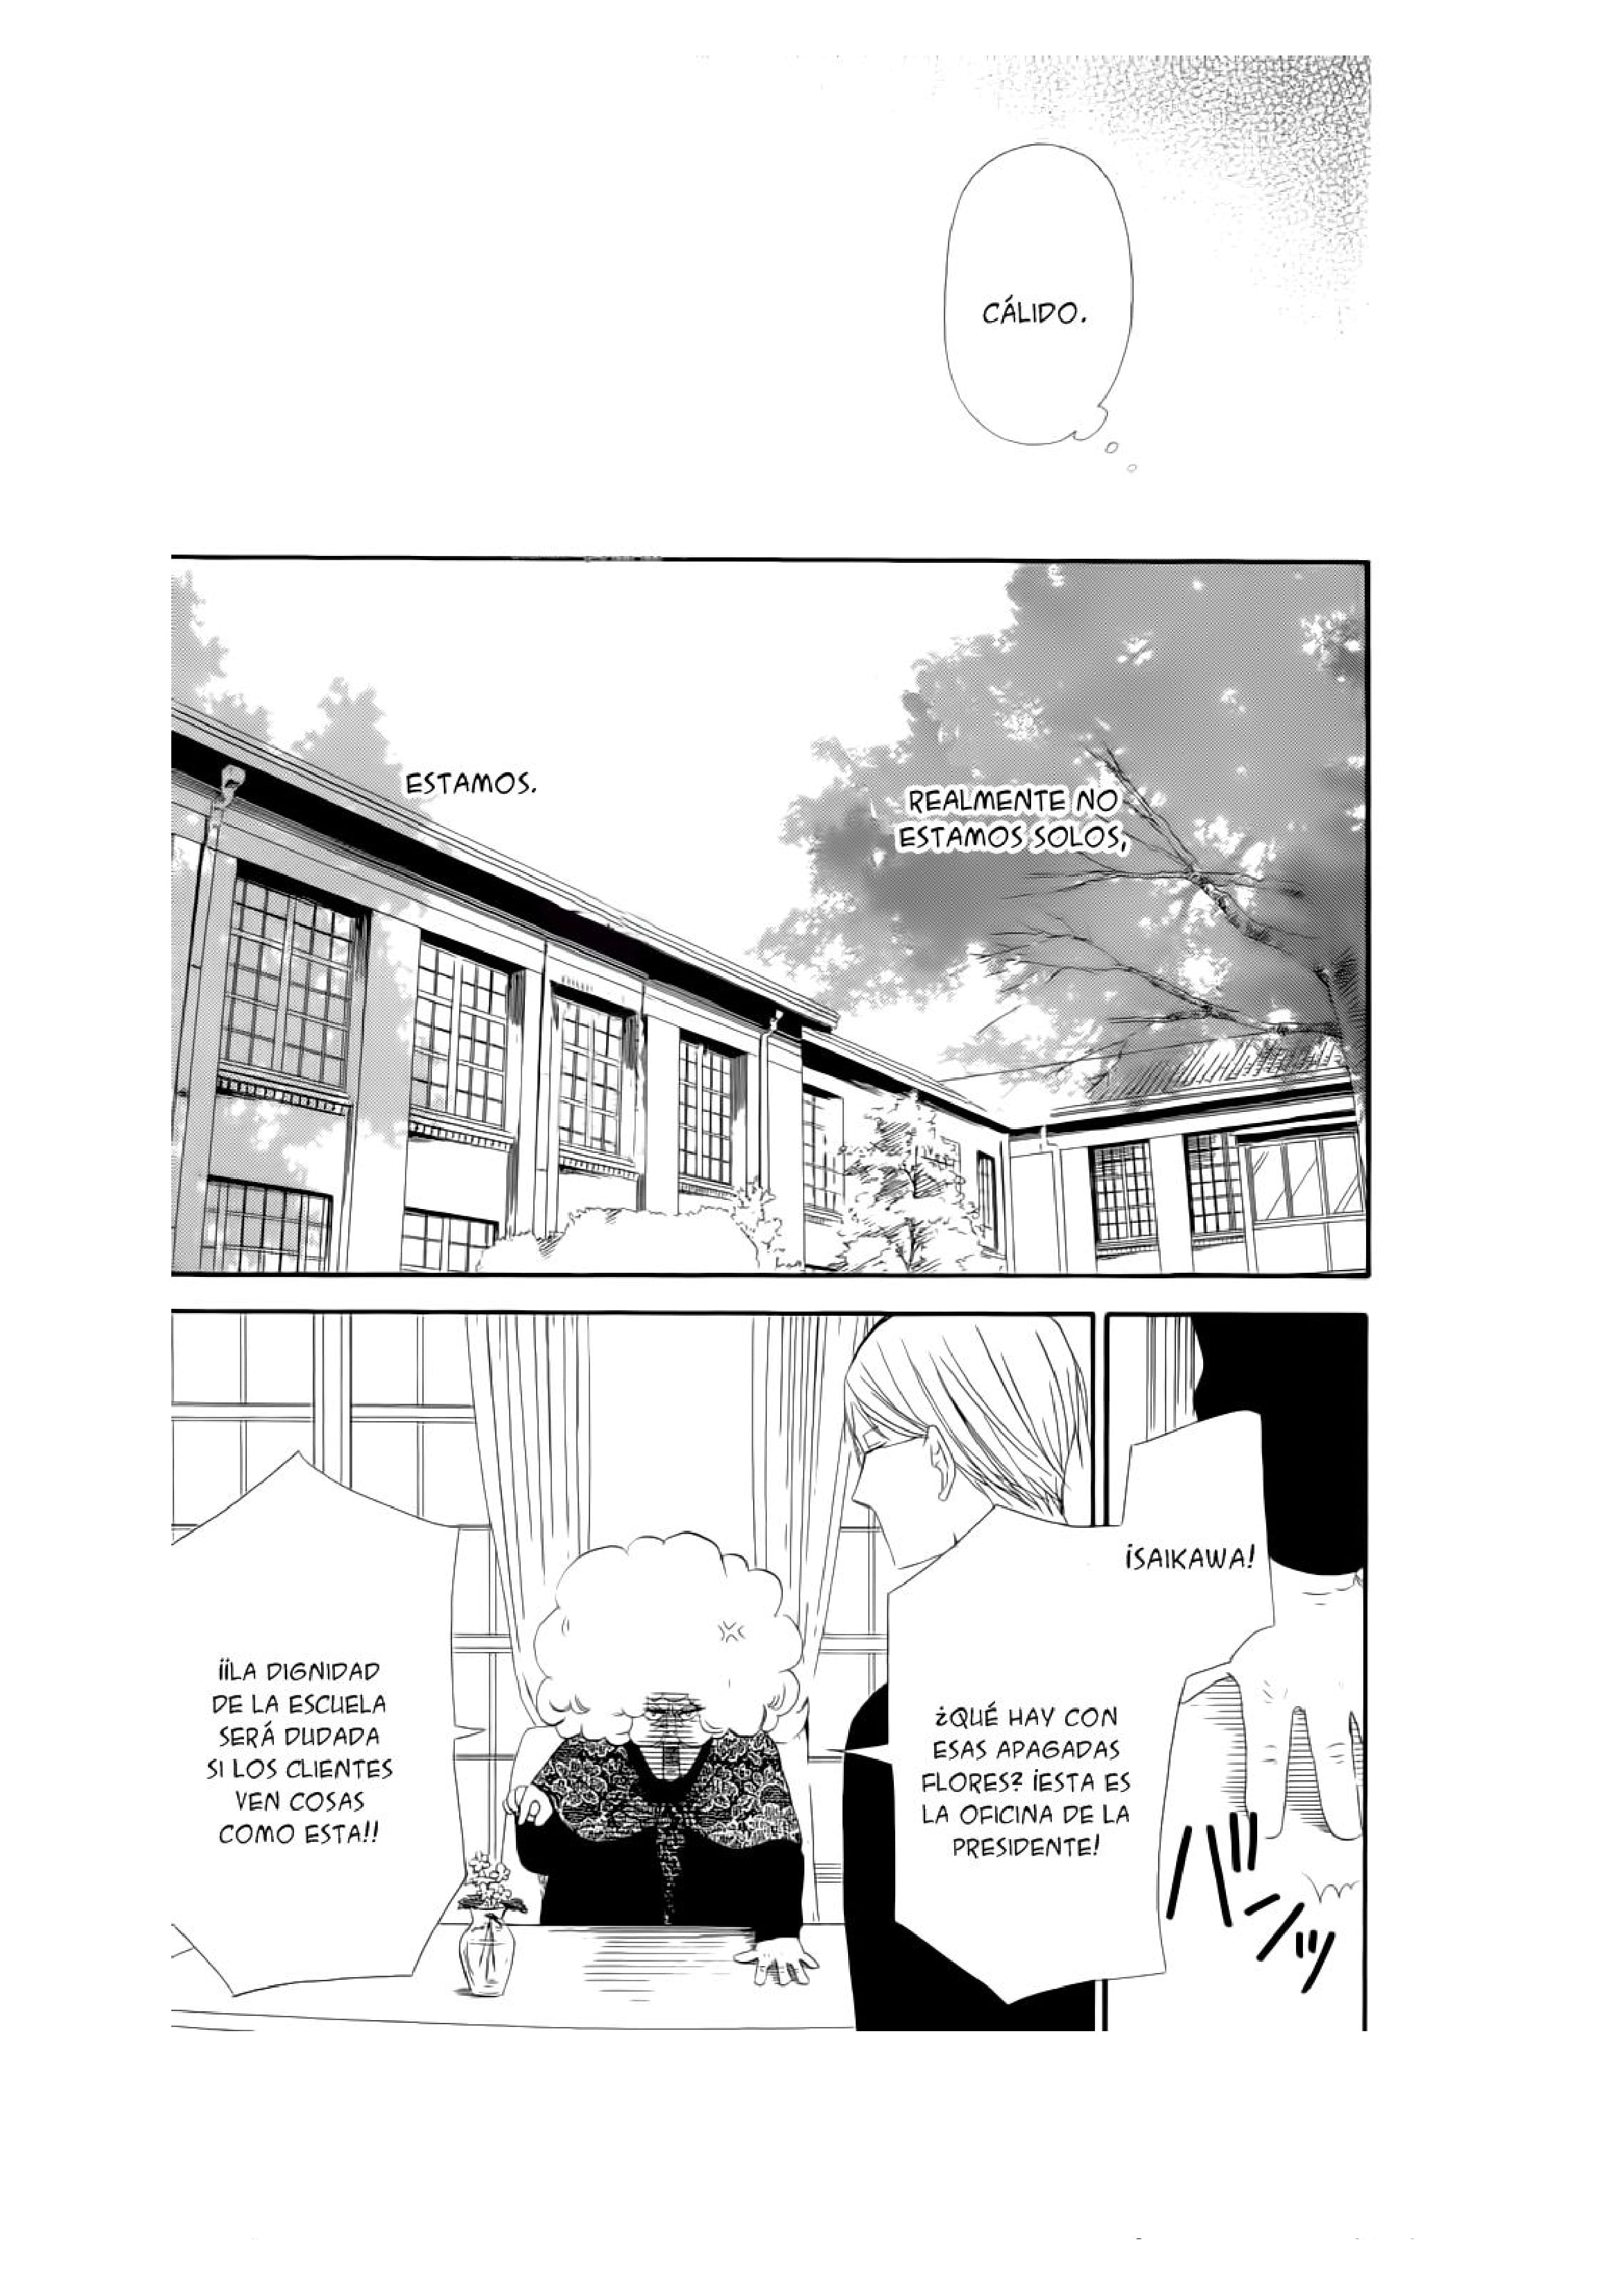 CÁLIDO.
REALMENTE NO
ESTAMOS SOLOS,
ESTAMOS.
¡SAIKAWA!
¿QUÉ HAY CON
ESAS APAGADAS
FLORES? ¡ESTA ES
LA OFICINA DE LA
PRESIDENTE!
バンッ
¡¡LA DIGNIDAD
DE LA ESCUELA
SERÁ DUDADA
SI LOS CLIENTES
VEN COSAS
COMO ESTA!!